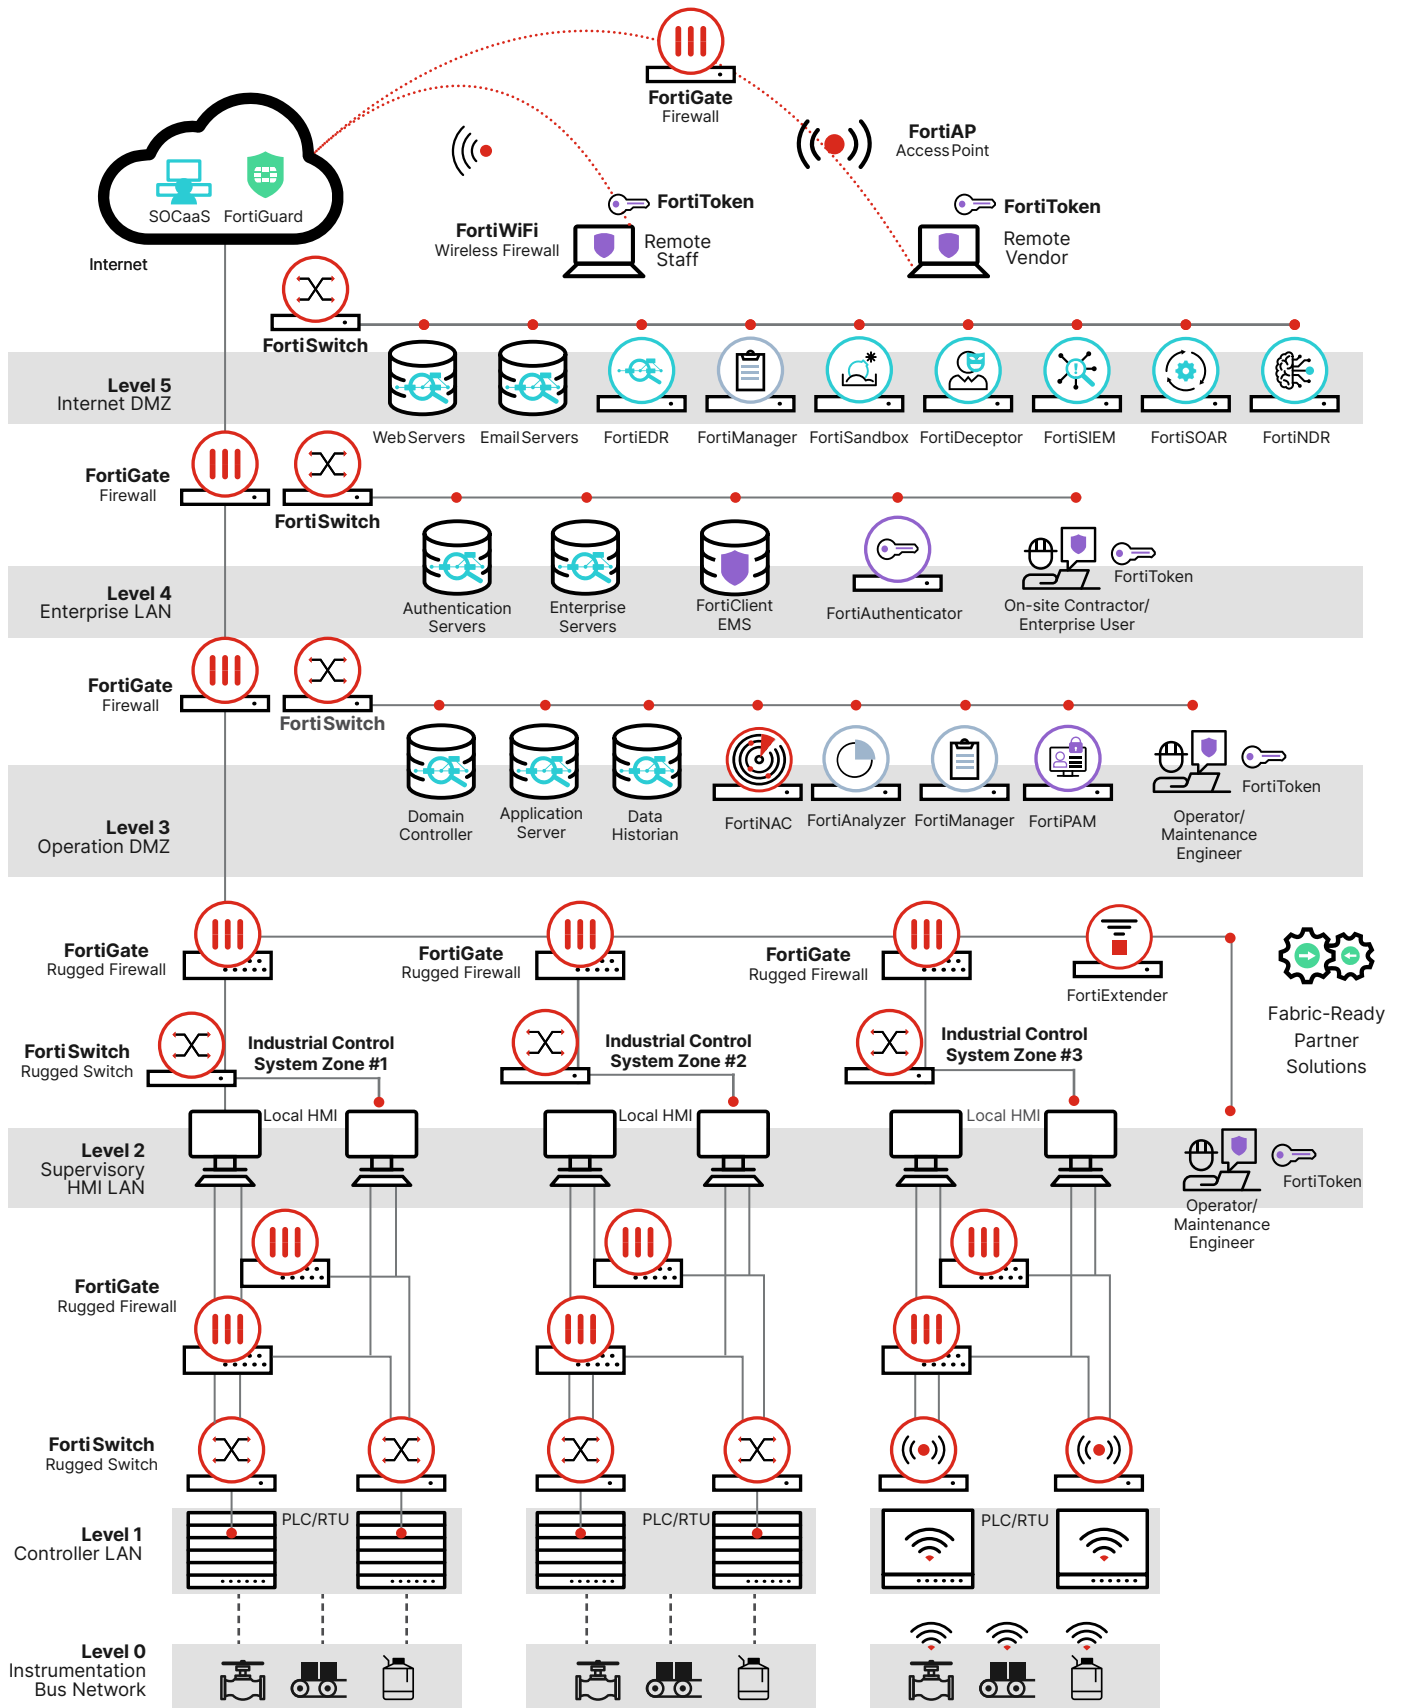 FortiGate
Firewall
FortiAP
Access Point
SOCaaS
FortiGuard
Internet
FortiWiFi
Wireless Firewall
FortiToken
Remote
Staff
FortiToken
Remote
Vendor
FortiSwitch
Level 5
Internet DMZ
Web Servers
Email Servers
FortiEDR
FortiManager
FortiSandbox
FortiDeceptor
FortiSIEM
FortiSOAR
FortiNDR
FortiGate
Firewall
FortiSwitch
Level 4
Enterprise LAN
Authentication
Servers
Enterprise
Servers
FortiClient
EMS
FortiAuthenticator
On-site Contractor/
Enterprise User
FortiToken
FortiGate
Firewall
FortiSwitch
Level 3
Operation DMZ
Domain
Controller
Application
Server
Data
Historian
FortiNAC
FortiAnalyzer
FortiManager
FortiPAM
Operator/
Maintenance
Engineer
FortiToken
FortiGate
Rugged Firewall
FortiGate
Rugged Firewall
FortiGate
Rugged Firewall
FortiExtender
Fabric-Ready
Partner
Solutions
FortiSwitch
Rugged Switch
Industrial Control
System Zone #1
Industrial Control
System Zone #2
Industrial Control
System Zone #3
Local HMI
Local HMI
Local HMI
Level 2
Supervisory
HMI LAN
Operator/
Maintenance
Engineer
FortiToken
FortiGate
Rugged Firewall
FortiSwitch
Rugged Switch
Level 1
Controller LAN
PLC/RTU
PLC/RTU
PLC/RTU
Level 0
Instrumentation
Bus Network